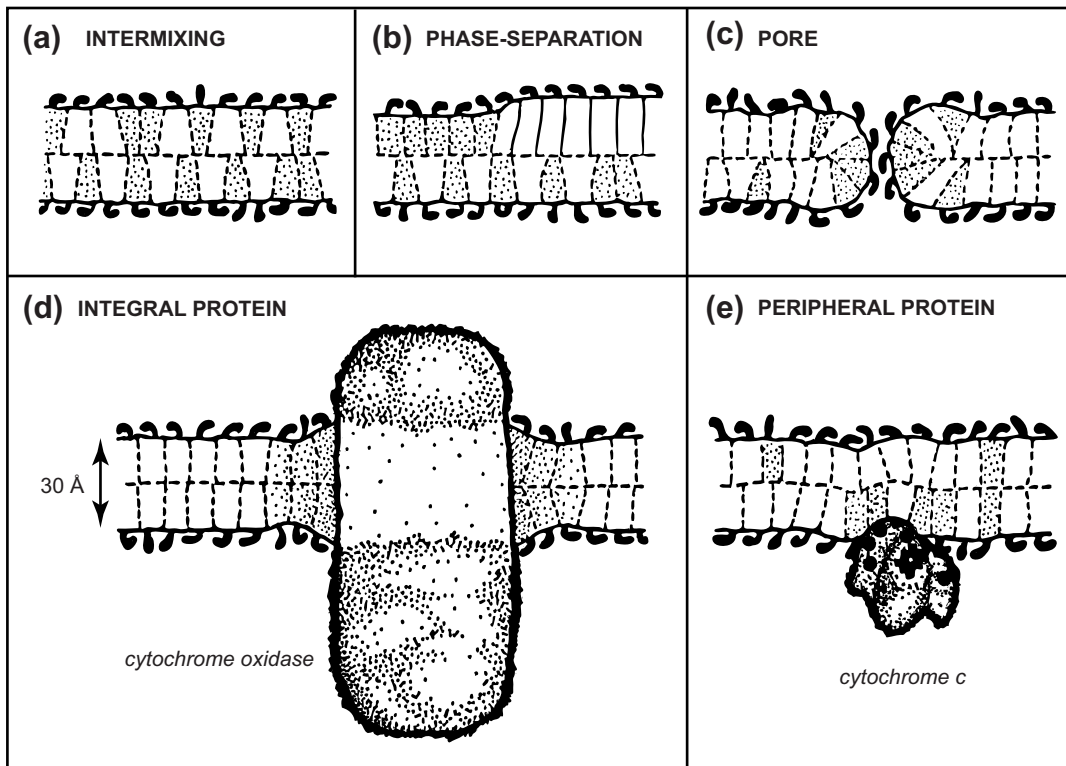 (a) INTERMIXING
(b) PHASE-SEPARATION
(c) PORE
(d) INTEGRAL PROTEIN
30 Å
cytochrome oxidase
(e) PERIPHERAL PROTEIN
cytochrome c